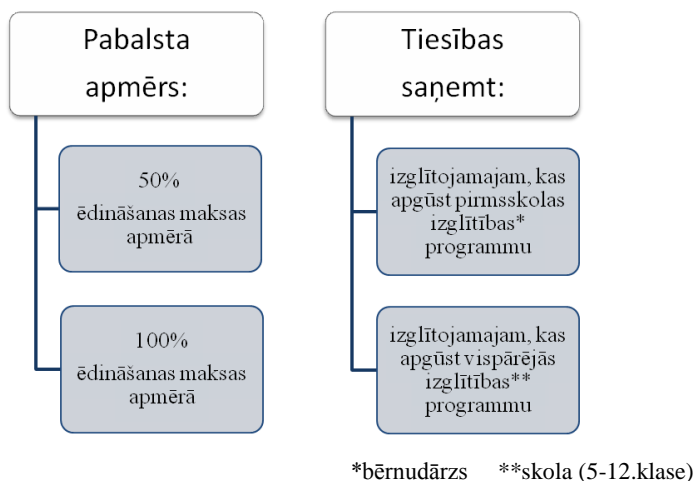 Pabalsta
apmērs:
50%
ēdināšanas maksas
apmērā
100%
ēdināšanas maksas
apmērā
Tiesības
saņemt:
izglītojamajam, kas
apgūst pirmsskolas
izglītības*
programmu
izglītojamajam, kas
apgūst vispārējās
izglītības**
programmu
*bērnudārzs **skola (5-12.klase)